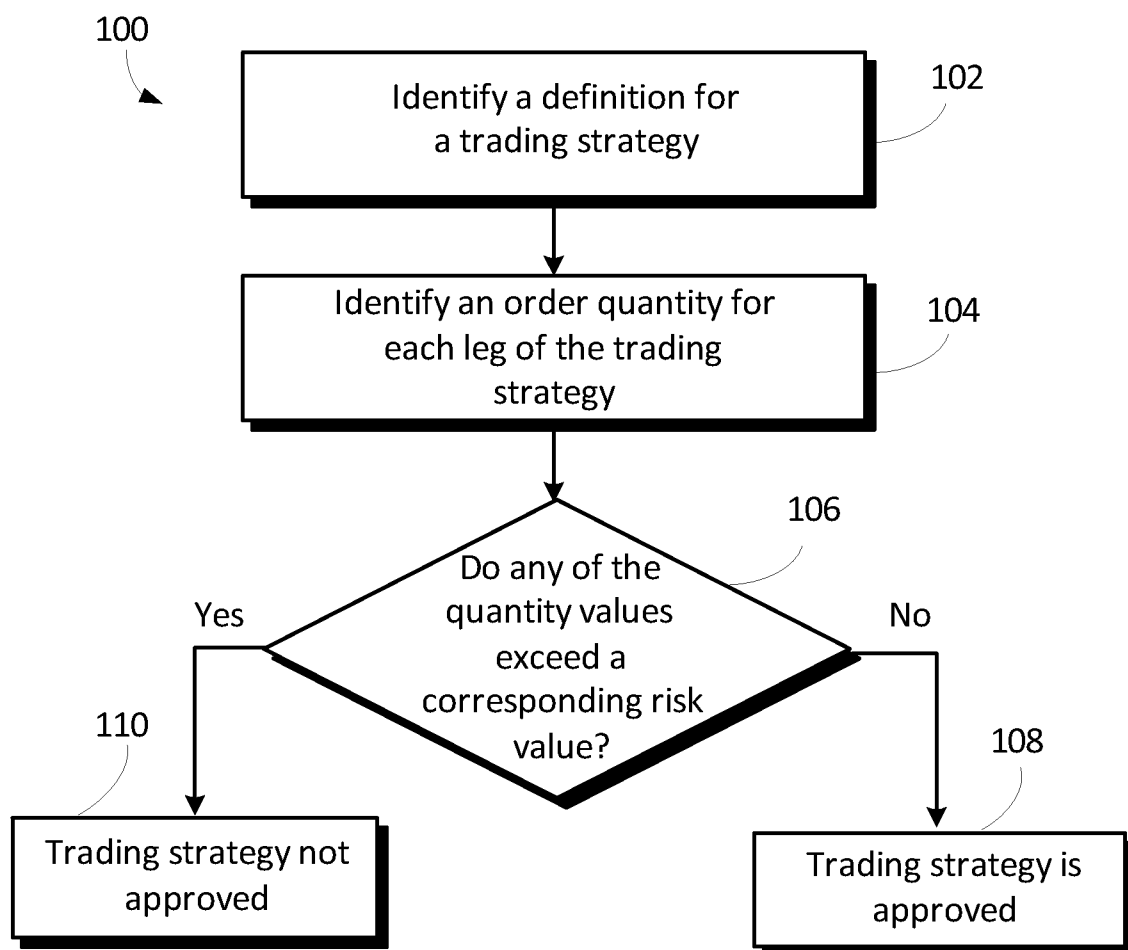 100
Identify a definition for
a trading strategy
102
Identify an order quantity for
each leg of the trading
strategy
104
106
Do any of the
quantity values
exceed a
corresponding risk
value?
Yes
No
110
108
Trading strategy not
approved
Trading strategy is
approved